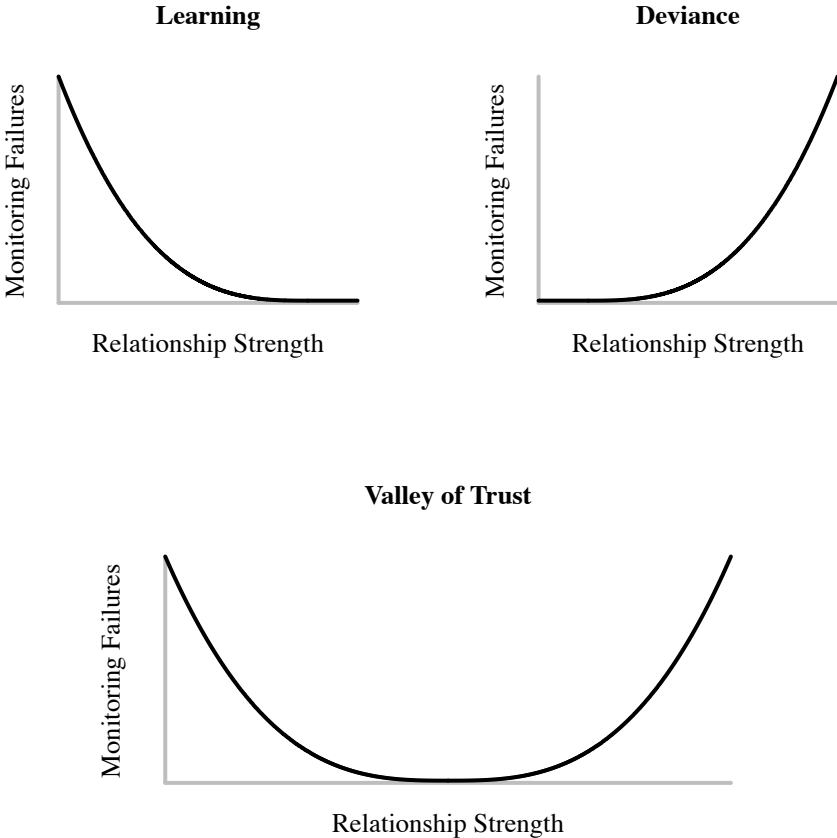 Learning
Monitoring Failures
Relationship Strength
Deviance
Monitoring Failures
Relationship Strength
Valley of Trust
Monitoring Failures
Relationship Strength